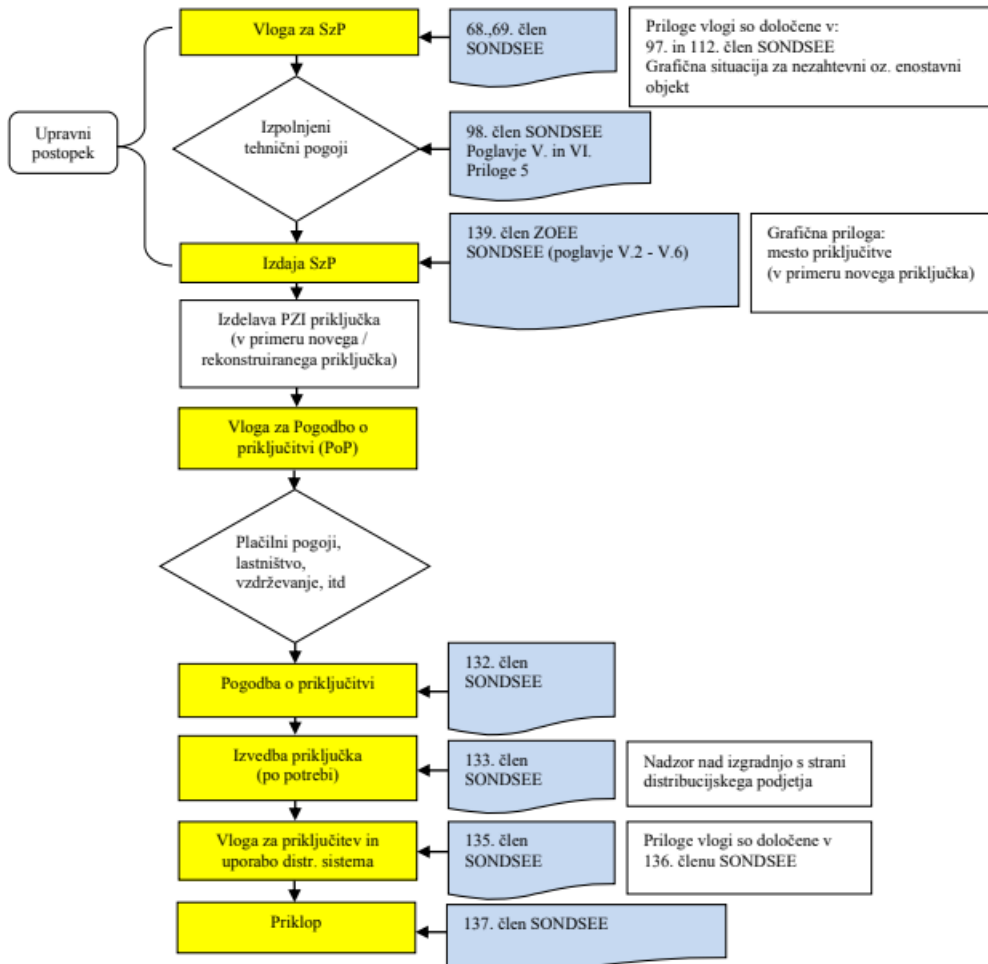 Vloga za SzP
68.,69. člen
SONDSEE
Priloge vlogi so določene v:
97. in 112. člen SONDSEE
Grafična situacija za nezahtevni oz. enostavni
objekt
Upravni
postopek
Izpolnjeni
tehnični pogoji
98. člen SONDSEE
Poglavje V. in VI.
Priloge 5
Izdaja SzP
139. člen ZOEE
SONDSEE (poglavje V.2 - V.6)
Grafična priloga:
mesto priključitve
(v primeru novega priključka)
Izdelava PZI priključka
(v primeru novega /
rekonstruiranega priključka)
Vloga za Pogodbo o
priključitvi (PoP)
Plačilni pogoji,
lastništvo,
vzdrževanje, itd
Pogodba o priključitvi
132. člen
SONDSEE
Izvedba priključka
(po potrebi)
133. člen
SONDSEE
Nadzor nad izgradnjo s strani
distribucijskega podjetja
Vloga za priključitev in
uporabo distr. sistema
135. člen
SONDSEE
Priloge vlogi so določene v
136. členu SONDSEE
Priklop
137. člen SONDSEE